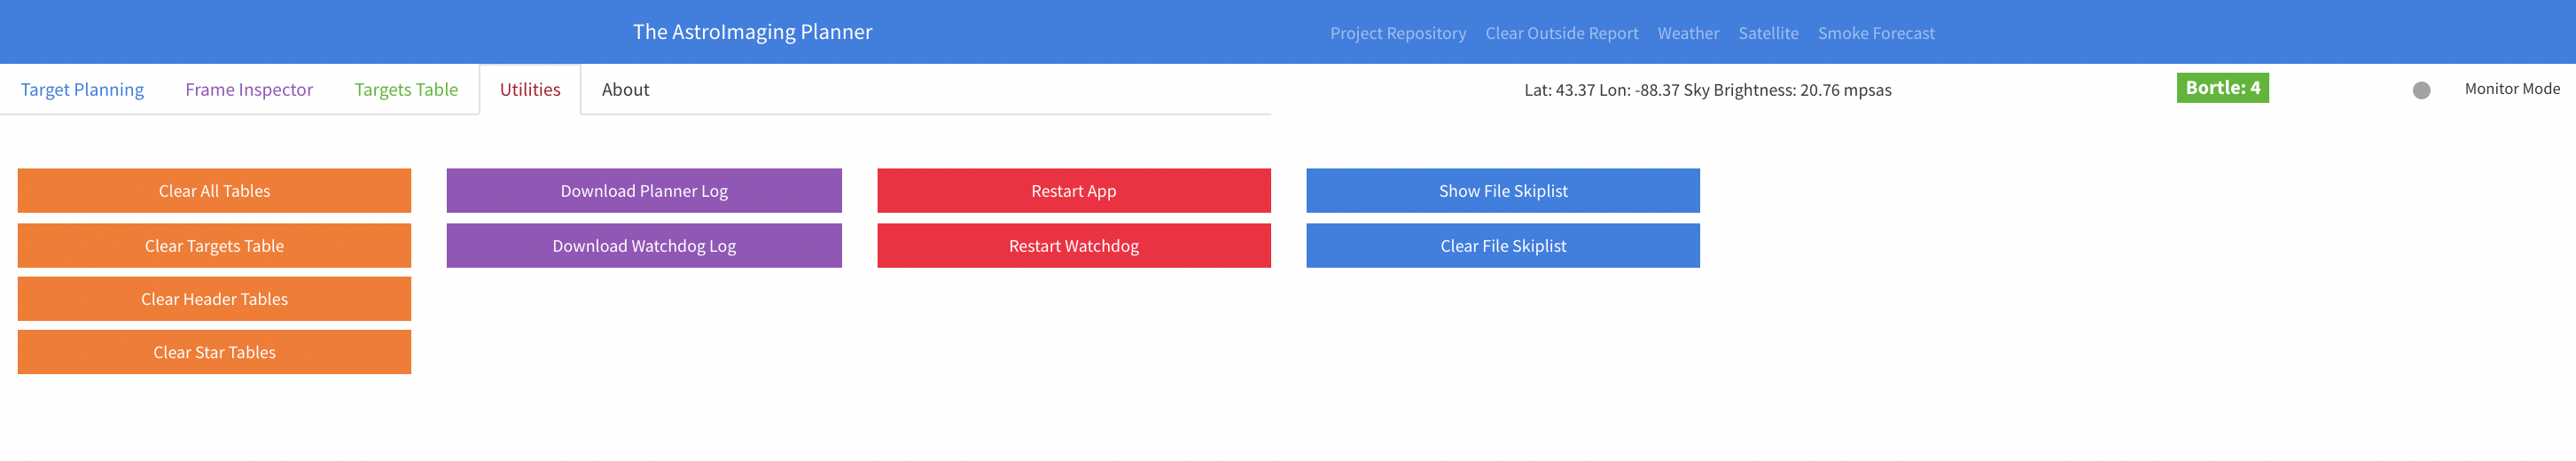 The AstroImaging Planner
Project Repository Clear Outside Report Weather Satellite Smoke Forecast
Target Planning Frame Inspector Targets Table Utilities About
Lat: 43.37 Lon: -88.37 Sky Brightness: 20.76 mpsas
Bortle: 4
Monitor Mode
Clear All Tables
Clear Targets Table
Clear Header Tables
Clear Star Tables
Download Planner Log
Download Watchdog Log
Restart App
Restart Watchdog
Show File Skiplist
Clear File Skiplist